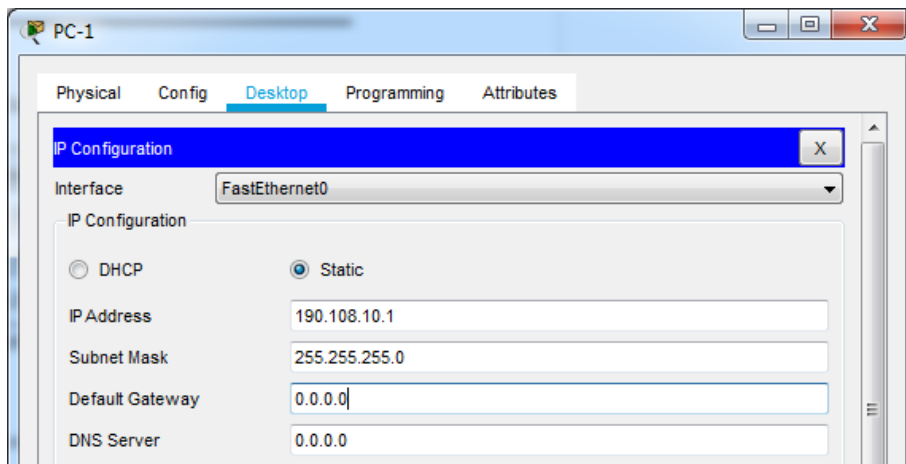 PC-1
Physical Config Desktop Programming Attributes
IP Configuration X
Interface FastEthernet0
IP Configuration
DHCP Static
IP Address 190.108.10.1
Subnet Mask 255.255.255.0
Default Gateway 0.0.0.0
DNS Server 0.0.0.0